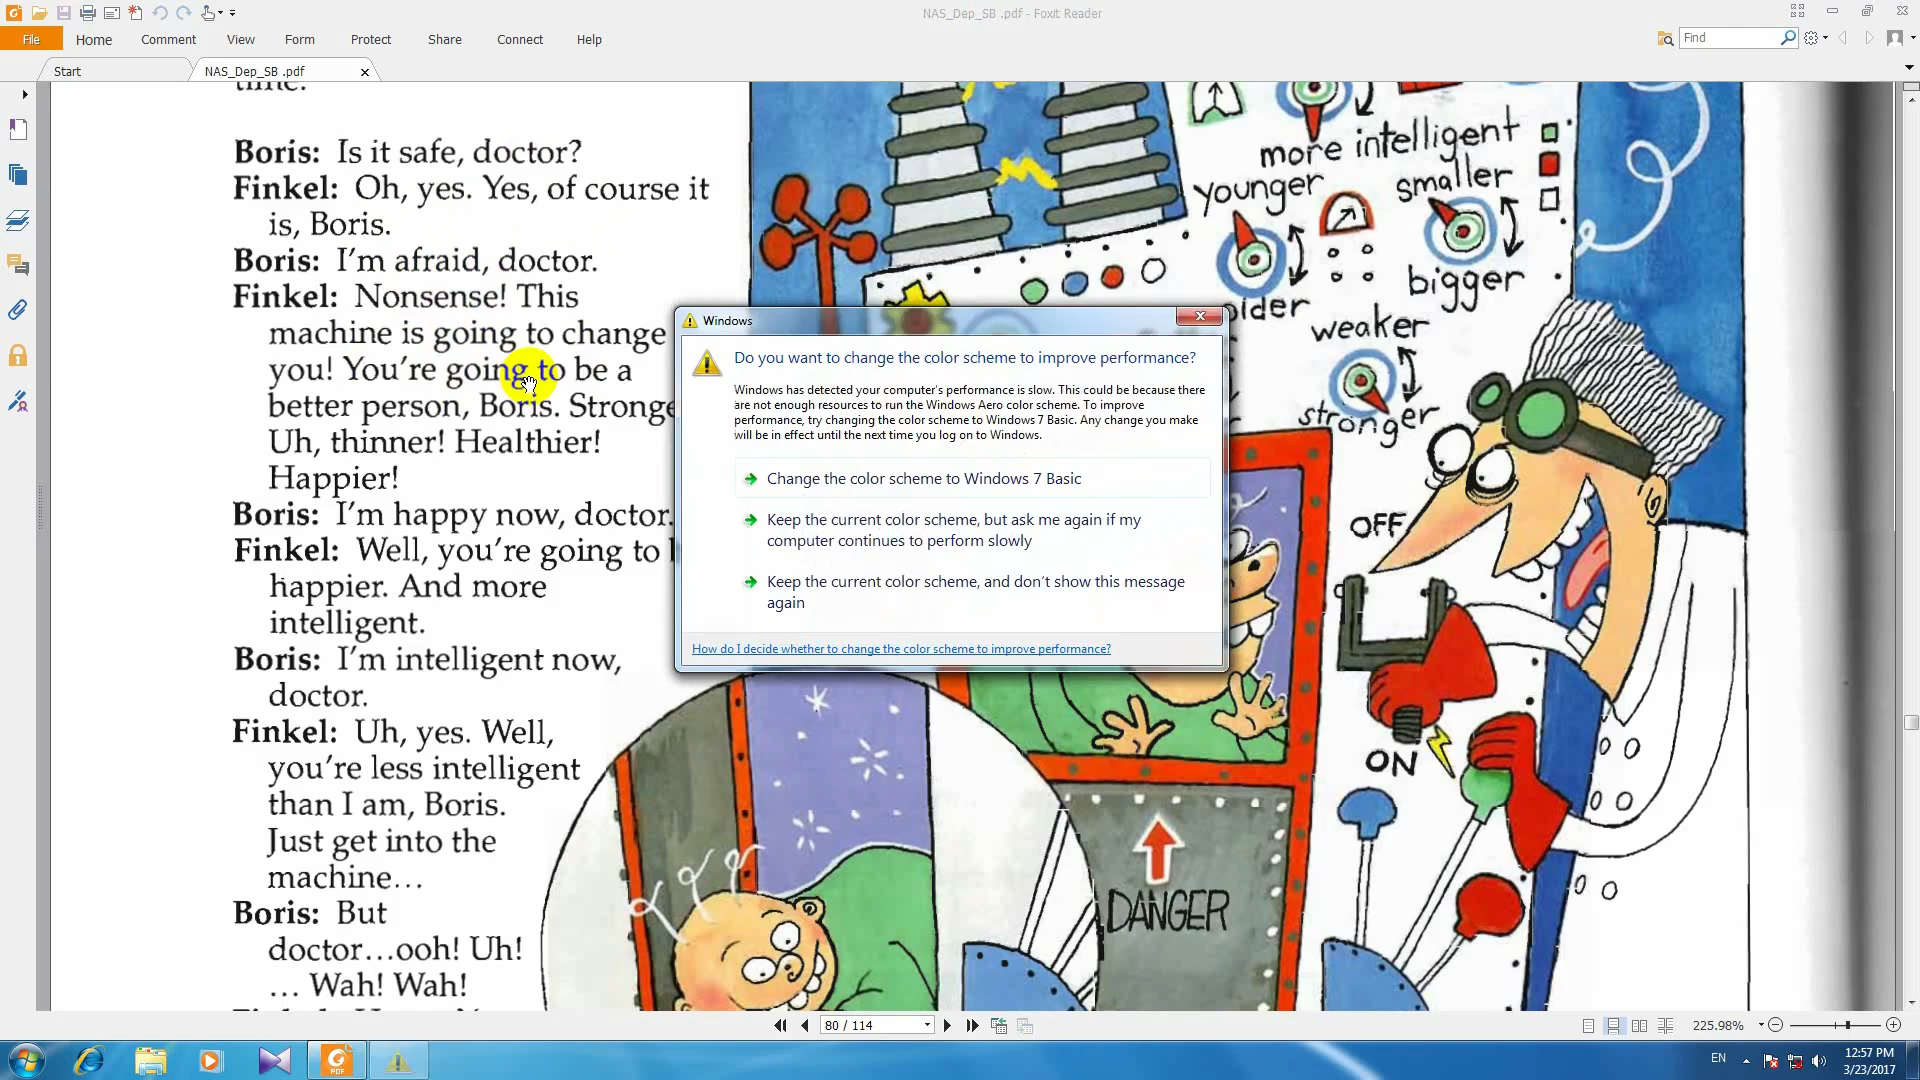 NAS_Dep_SB .pdf - Foxit Reader
File Home Comment View Form Protect Share Connect Help
Find
Start
NAS_Dep_SB .pdf
time.
Boris: Is it safe, doctor?
Finkel: Oh, yes. Yes, of course it
is, Boris.
Boris: I'm afraid, doctor.
Finkel: Nonsense! This
machine is going to change
you! You're going to be a
better person, Boris. Stronge
Uh, thinner! Healthier!
Happier!
Boris: I'm happy now, doctor.
Finkel: Well, you're going to
happier. And more
intelligent.
Boris: I'm intelligent now,
doctor.
Finkel: Uh, yes. Well,
you're less intelligent
than I am, Boris.
Just get into the
machine...
Boris: But
doctor...ooh! Uh!
... Wah! Wah!
more intelligent
younger
smaller
bigger
weaker
stronger
OFF
ON
DANGER
Windows
Do you want to change the color scheme to improve performance?
Windows has detected your computer's performance is slow. This could be because there
are not enough resources to run the Windows Aero color scheme. To improve
performance, try changing the color scheme to Windows 7 Basic. Any change you make
will be in effect until the next time you log on to Windows.
Change the color scheme to Windows 7 Basic
Keep the current color scheme, but ask me again if my
computer continues to perform slowly
Keep the current color scheme, and don't show this message
again
How do I decide whether to change the color scheme to improve performance?
80 / 114
225.98%
PDF
EN
12:57 PM
3/23/2017